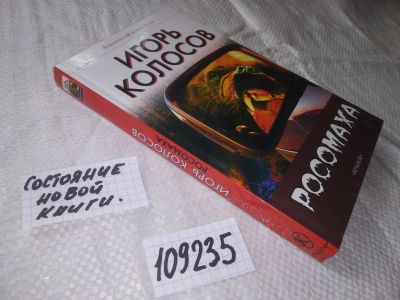 ИГОРЬ
КОЛОСОВ
РОСОМАХА
ИГОРЬ КОЛОСОВ
РОСОМАХА
СОСТОЯНИЕ
НОВОЙ
КНИГИ.
109235